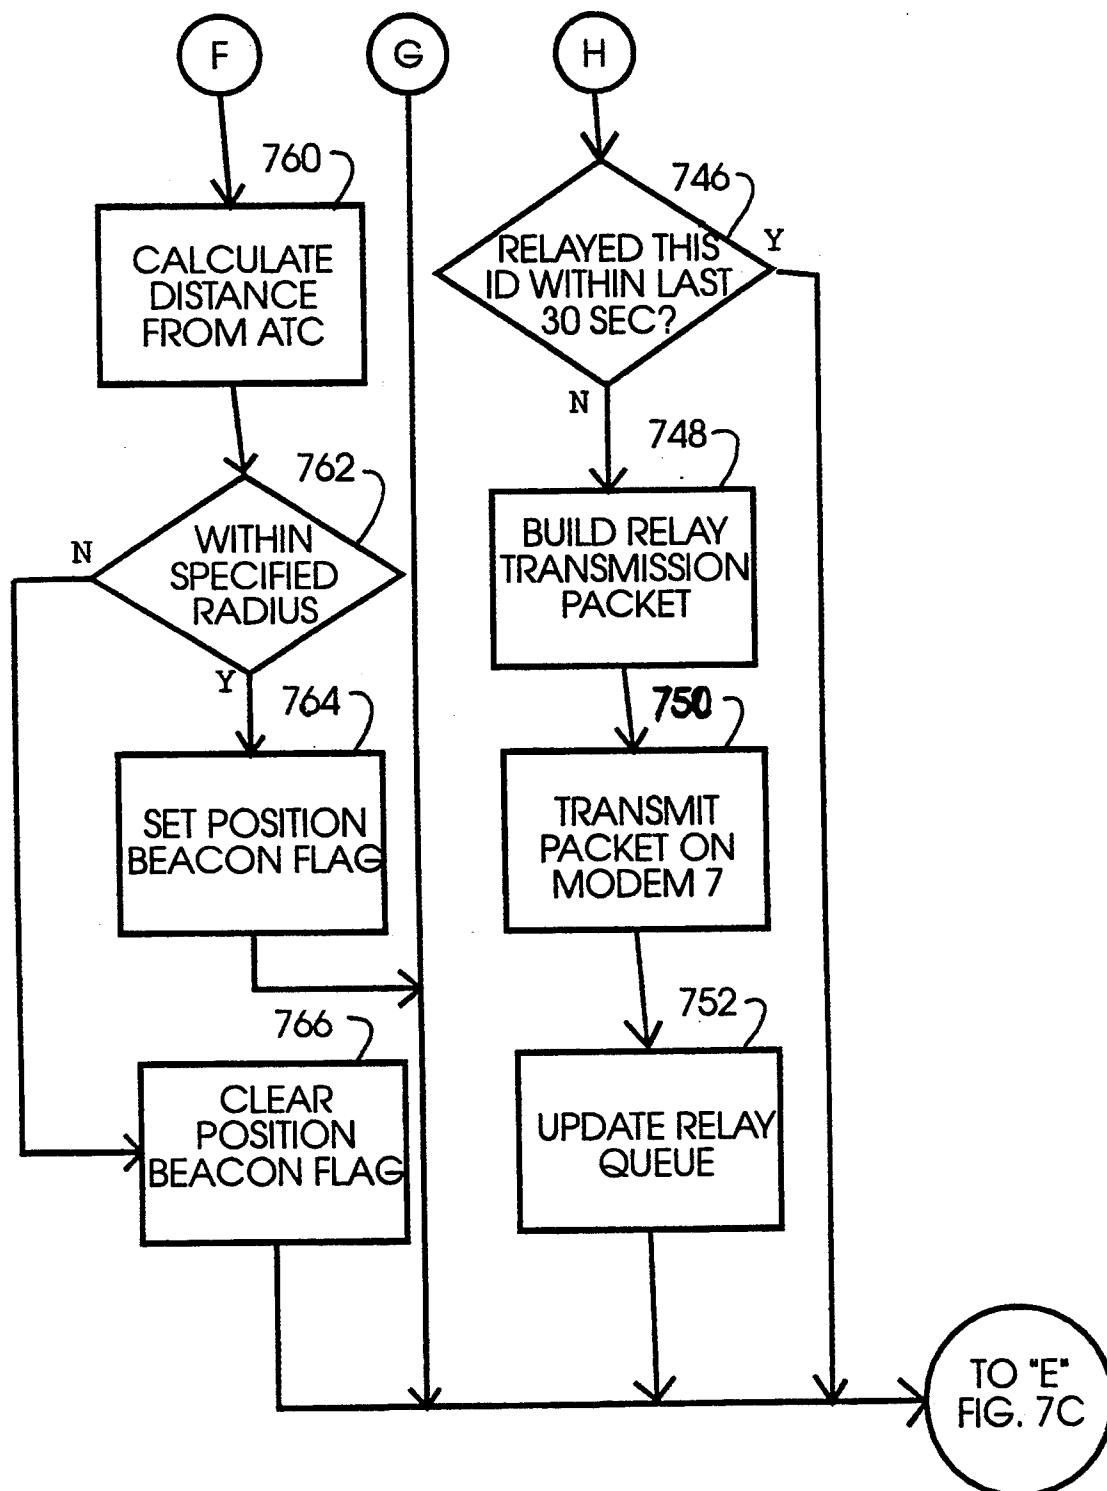 F
G
H
760
CALCULATE
DISTANCE
FROM ATC
746
RELAYED THIS
ID WITHIN LAST
30 SEC?
Y
N
762
WITHIN
SPECIFIED
RADIUS
N
Y
748
BUILD RELAY
TRANSMISSION
PACKET
764
SET POSITION
BEACON FLAG
750
TRANSMIT
PACKET ON
MODEM 7
766
CLEAR
POSITION
BEACON FLAG
752
UPDATE RELAY
QUEUE
TO "E"
FIG. 7C